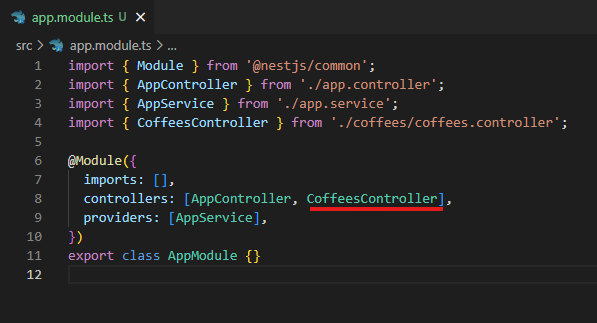 app.module.ts U ×
src > app.module.ts > ...
1 import { Module } from '@nestjs/common';
2 import { AppController } from './app.controller';
3 import { AppService } from './app.service';
4 import { CoffeesController } from './coffees/coffees.controller';
5
6 @Module({
7 imports: [],
8 controllers: [AppController, CoffeesController],
9 providers: [AppService],
10 })
11 export class AppModule {}
12